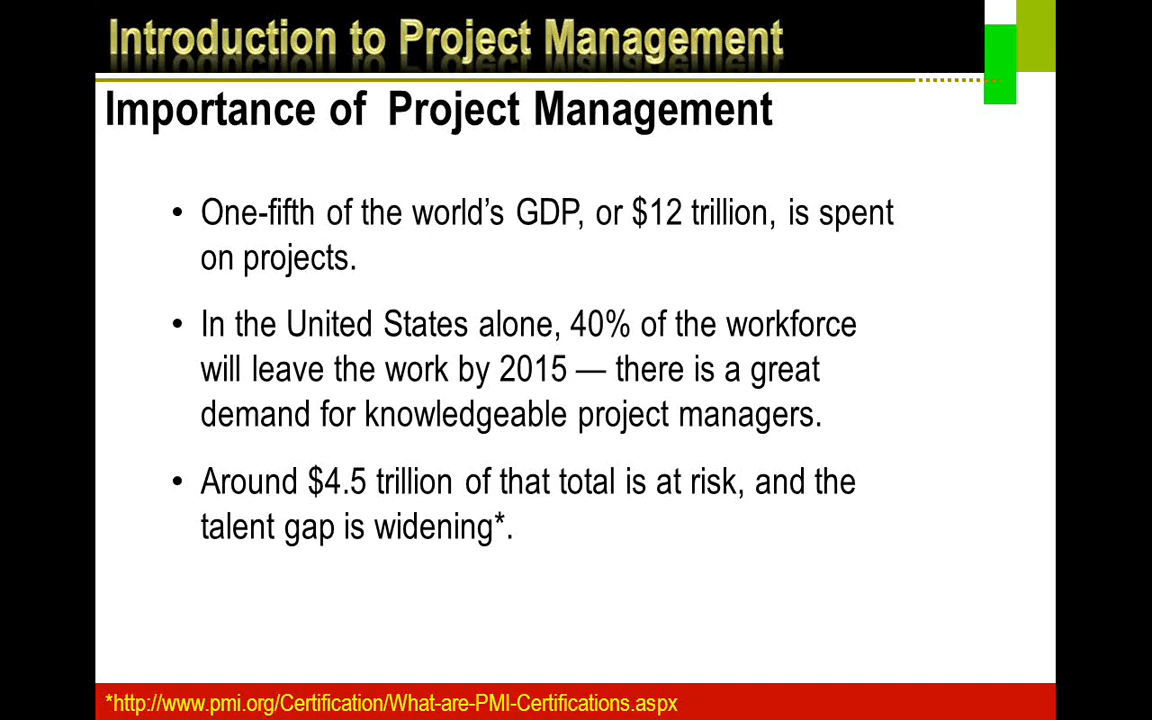 Introduction to Project Management
Importance of Project Management
• One-fifth of the world’s GDP, or $12 trillion, is spent
on projects.
• In the United States alone, 40% of the workforce
will leave the work by 2015 — there is a great
demand for knowledgeable project managers.
• Around $4.5 trillion of that total is at risk, and the
talent gap is widening*.
*http://www.pmi.org/Certification/What-are-PMI-Certifications.aspx